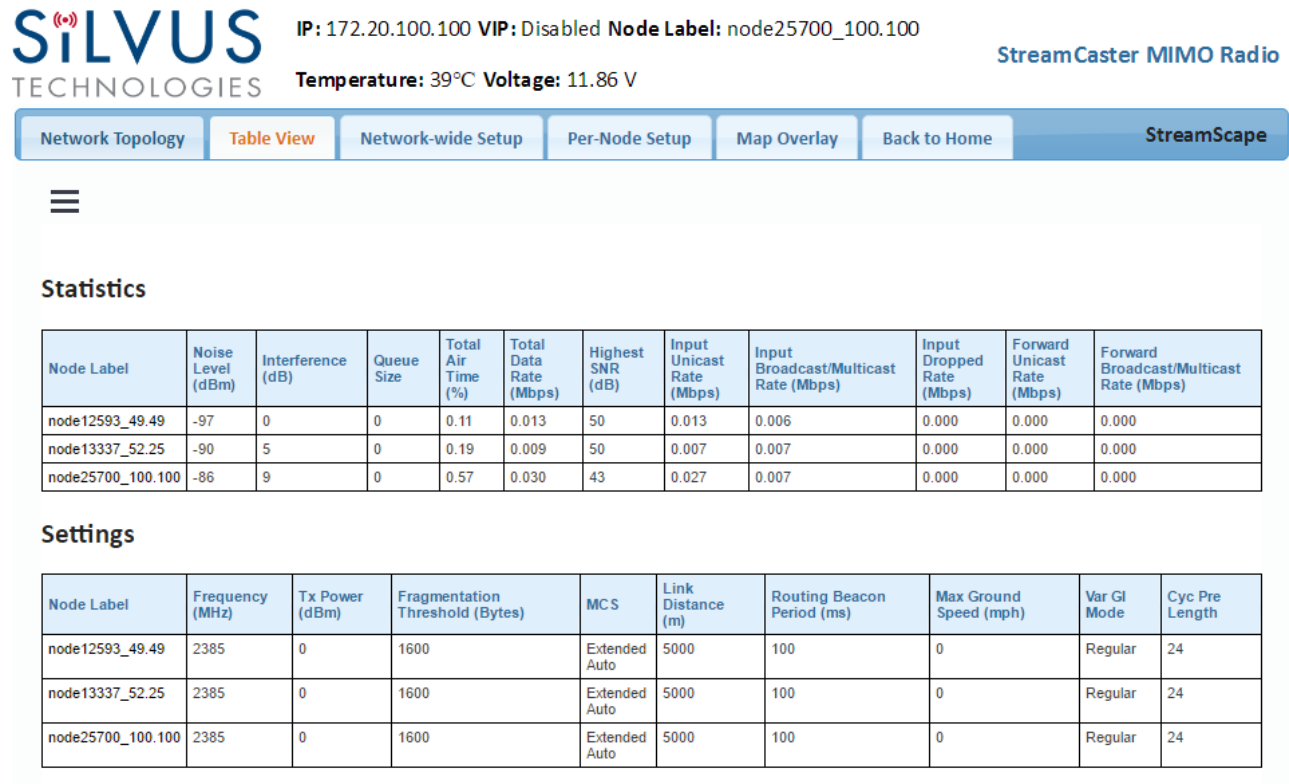 SiLVUS
TECHNOLOGIES
IP: 172.20.100.100 VIP: Disabled Node Label: node25700_100.100
Temperature: 39°C Voltage: 11.86 V
StreamCaster MIMO Radio
Network Topology Table View Network-wide Setup Per-Node Setup Map Overlay Back to Home StreamScape
Statistics
Node Label Noise Level (dBm) Interference (dB) Queue Size Total Air Time (%) Total Data Rate (Mbps) Highest SNR (dB) Input Unicast Rate (Mbps) Input Broadcast/Multicast Rate (Mbps) Input Dropped Rate (Mbps) Forward Unicast Rate (Mbps) Forward Broadcast/Multicast Rate (Mbps)
node12593_49.49 -97 0 0 0.11 0.013 50 0.013 0.006 0.000 0.000 0.000
node13337_52.25 -90 5 0 0.19 0.009 50 0.007 0.007 0.000 0.000 0.000
node25700_100.100 -86 9 0 0.57 0.030 43 0.027 0.007 0.000 0.000 0.000
Settings
Node Label Frequency (MHz) Tx Power (dBm) Fragmentation Threshold (Bytes) MCS Link Distance (m) Routing Beacon Period (ms) Max Ground Speed (mph) Var GI Mode Cyc Pre Length
node12593_49.49 2385 0 1600 Extended Auto 5000 100 0 Regular 24
node13337_52.25 2385 0 1600 Extended Auto 5000 100 0 Regular 24
node25700_100.100 2385 0 1600 Extended Auto 5000 100 0 Regular 24